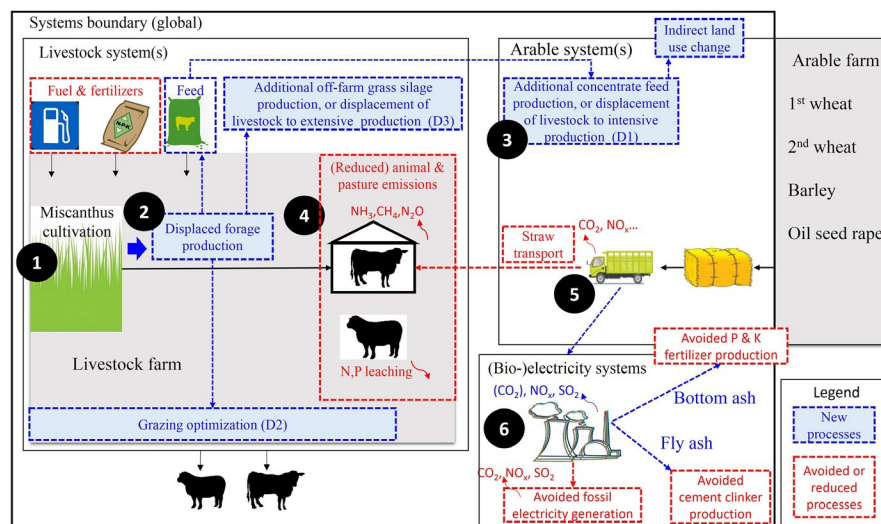 Systems boundary (global)
Livestock system(s)
Fuel & fertilizers
N.P.K
Feed
Additional off-farm grass silage
production, or displacement of
livestock to extensive production (D3)
Miscanthus
cultivation
1
2
Displaced forage
production
4
(Reduced) animal &
pasture emissions
NH3,CH4,N2O
N,P leaching
Livestock farm
Grazing optimization (D2)
Arable system(s)
Indirect land
use change
Additional concentrate feed
production, or displacement
of livestock to intensive
production (D1)
3
Straw
transport
CO2, NOx...
5
Arable farm
1st wheat
2nd wheat
Barley
Oil seed rape
(Bio-)electricity systems
(CO2), NOx, SO2
6
Avoided P & K
fertilizer production
Bottom ash
Fly ash
CO2, NOx, SO2
Avoided fossil
electricity generation
Avoided
cement clinker
production
Legend
New
processes
Avoided or
reduced
processes